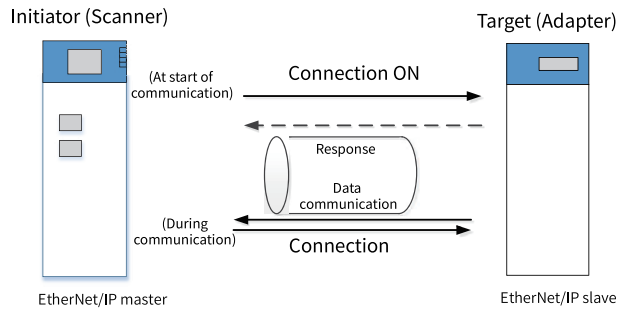 Initiator (Scanner)
Target (Adapter)
(At start of
communication)
Connection ON
Response
Data
communication
(During
communication)
Connection
EtherNet/IP master
EtherNet/IP slave